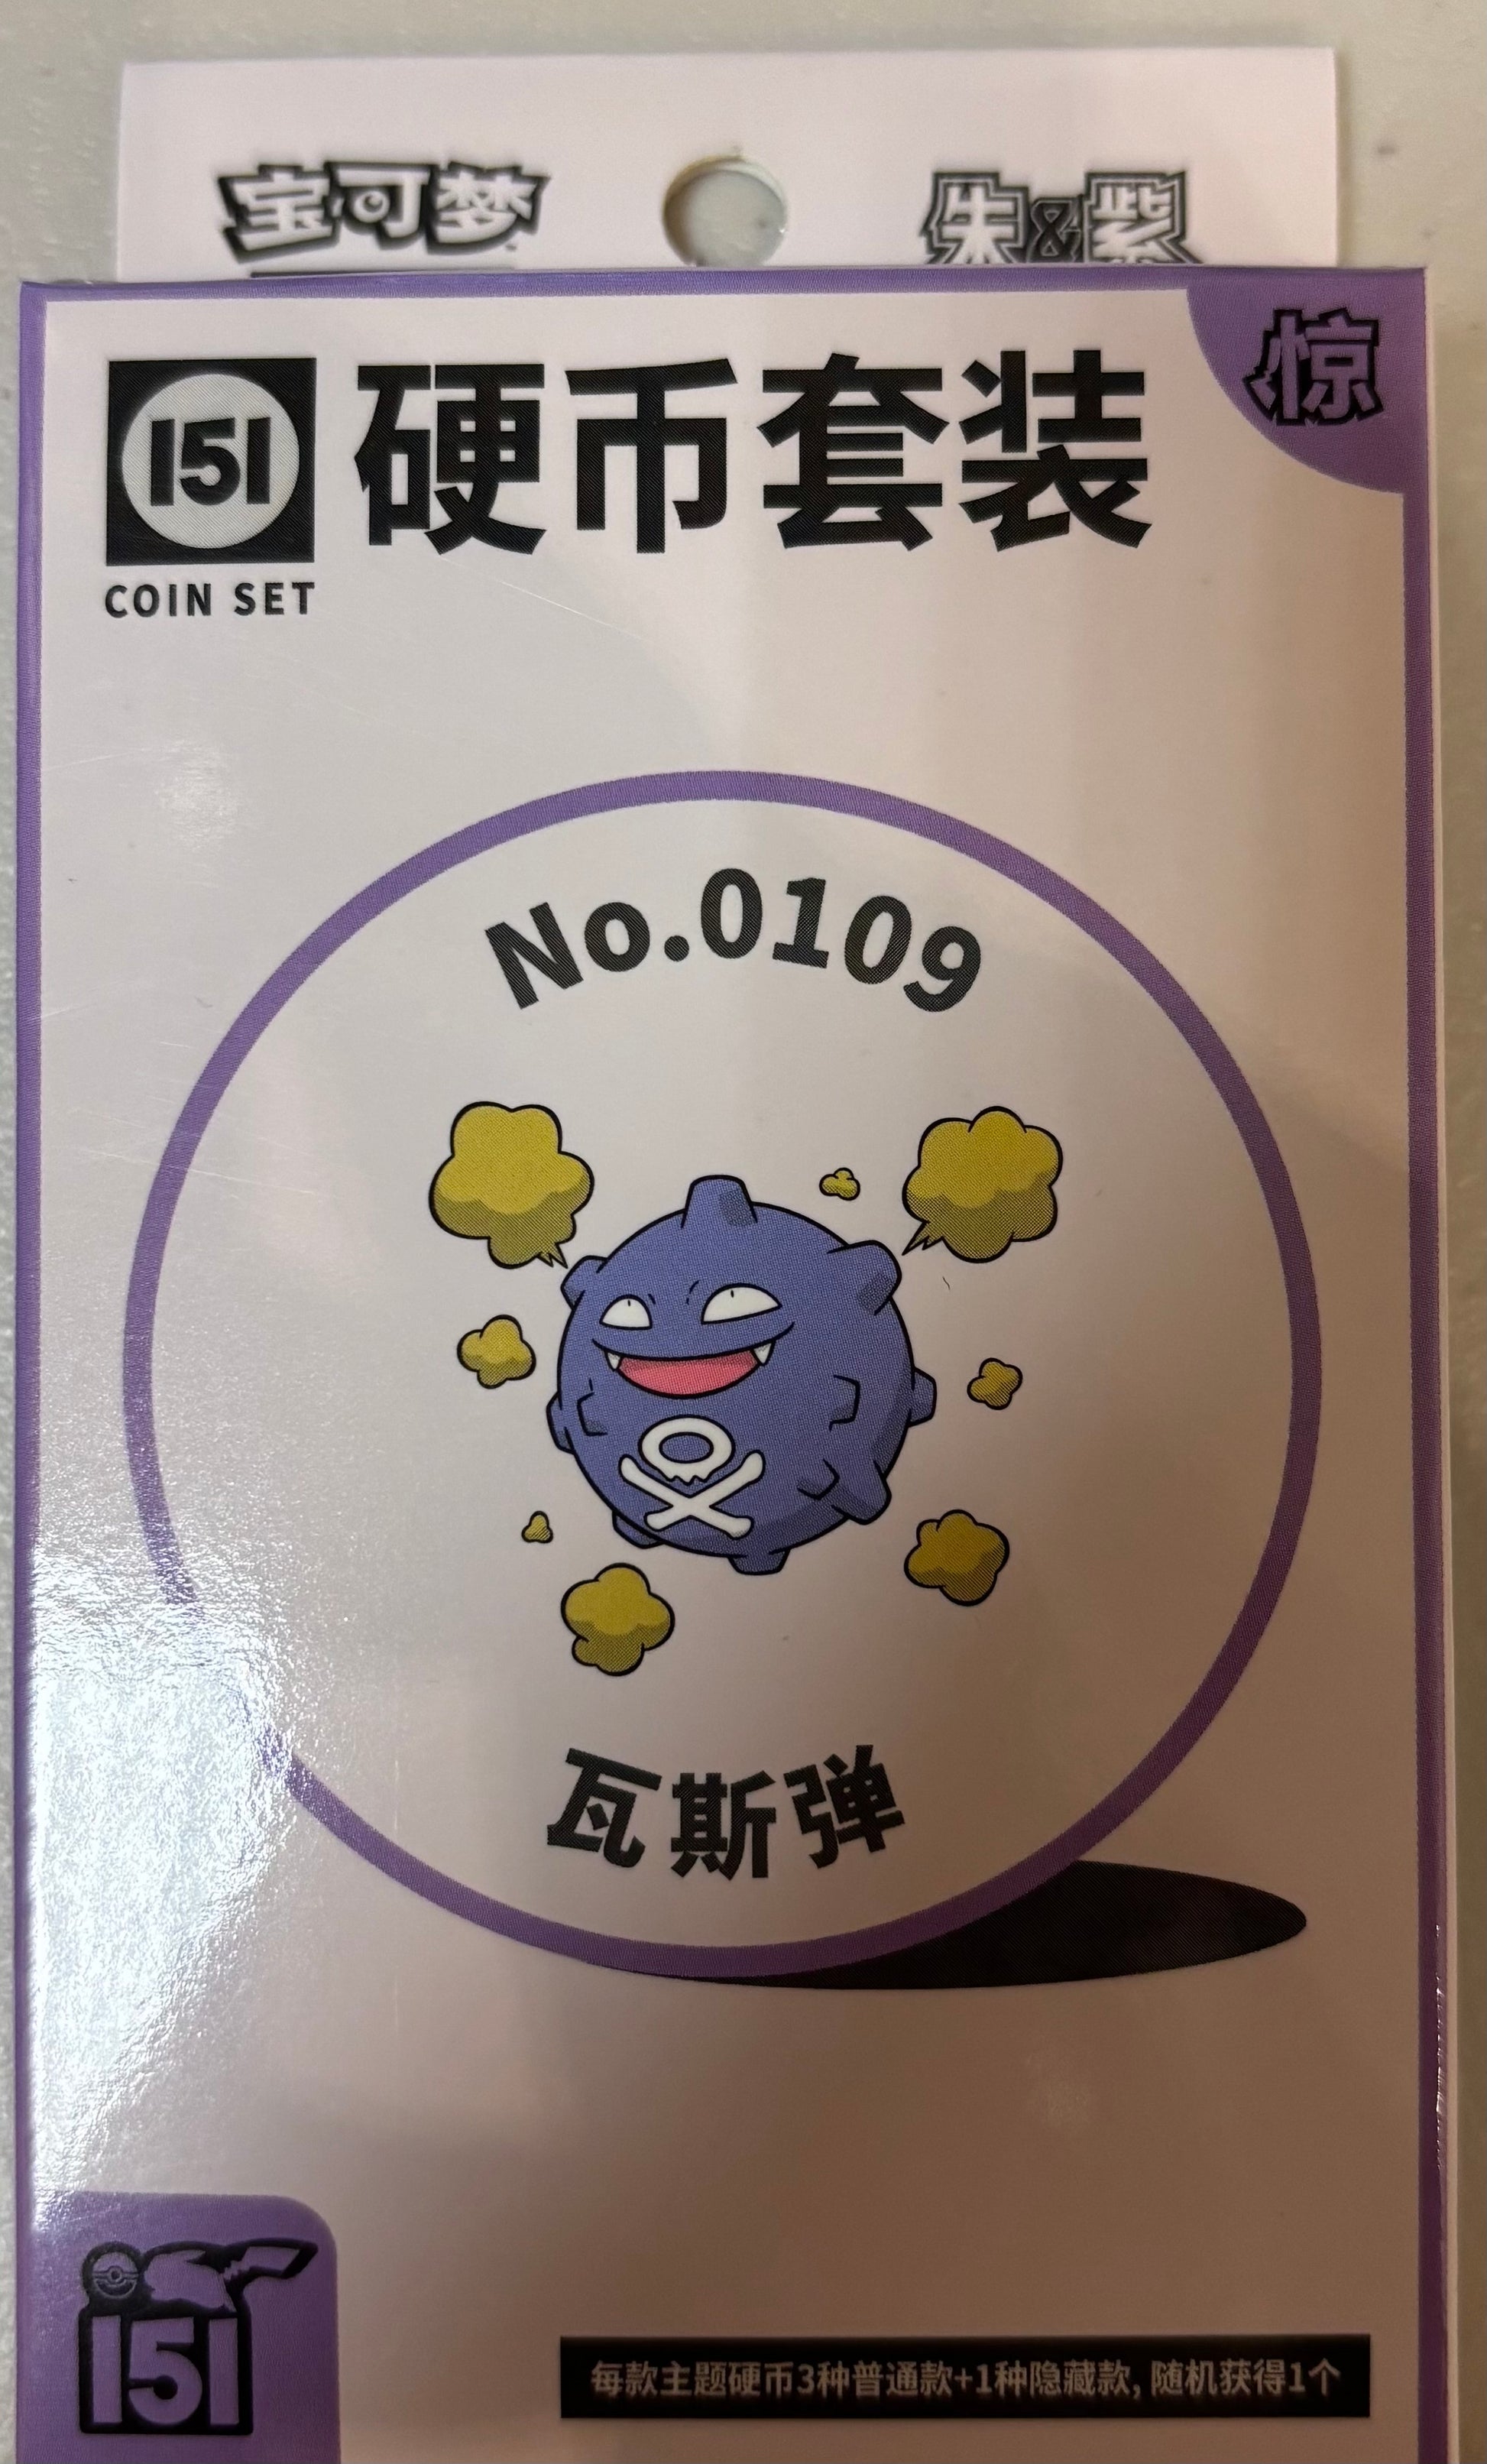 宝可梦
朱&紫
惊
151 硬币套装
COIN SET
No.0109
瓦斯弹
151
每款主题硬币3种普通款+1种隐藏款, 随机获得1个